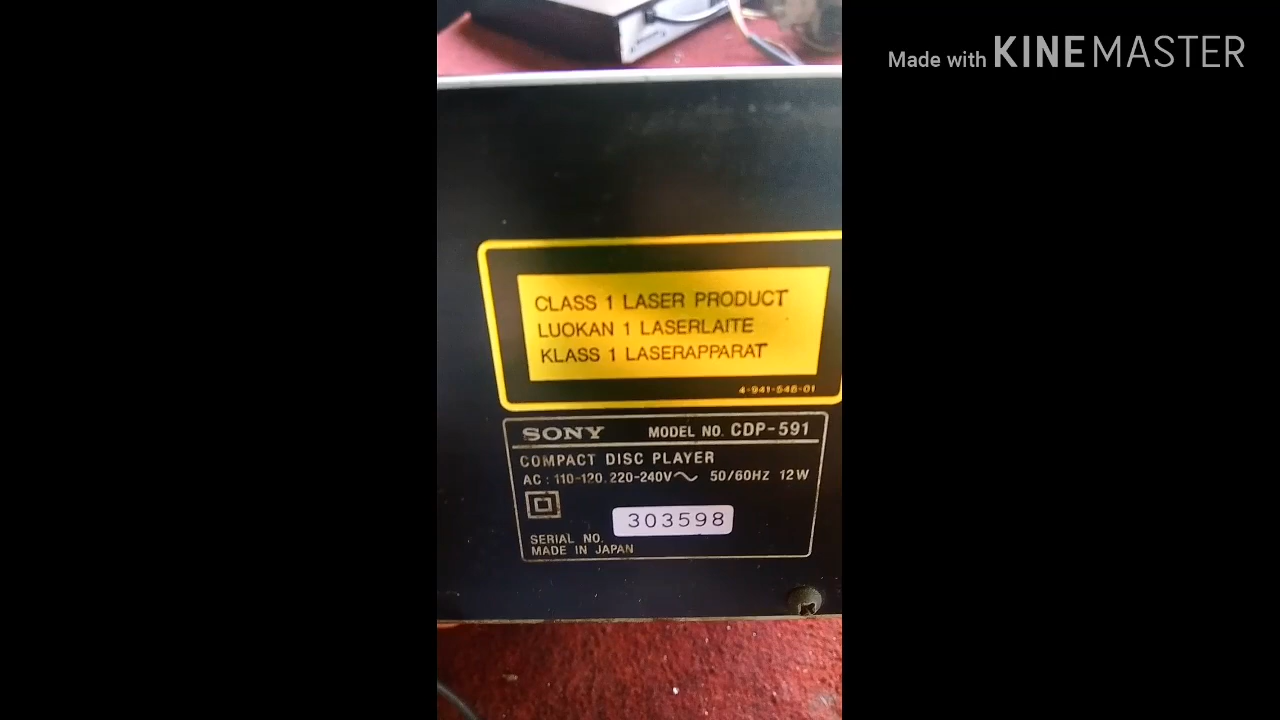 Made with KINEMASTER
CLASS 1 LASER PRODUCT
LUOKAN 1 LASERLAITE
KLASS 1 LASERAPPARAT
4-941-548-01
SONY MODEL NO. CDP-591
COMPACT DISC PLAYER
AC : 110-120. 220-240V~ 50/60HZ 12W
303598
SERIAL NO.
MADE IN JAPAN